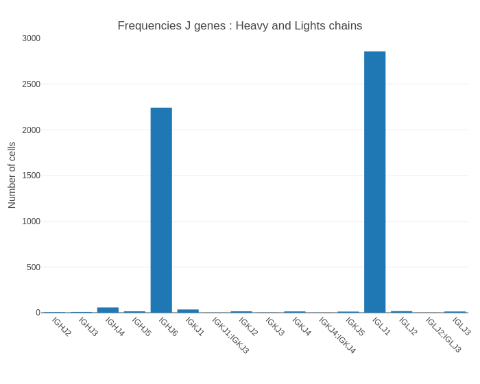 Frequencies J genes : Heavy and Lights chains
3000
2500
2000
1500
1000
500
0
Number of cells
IGHJ2
IGHJ3
IGHJ4
IGHJ5
IGHJ6
IGKJ1
IGKJ1;IGKJ3
IGKJ2
IGKJ3
IGKJ4
IGKJ4;IGKJ4
IGKJ5
IGLJ1
IGLJ2
IGLJ2;IGLJ3
IGLJ3